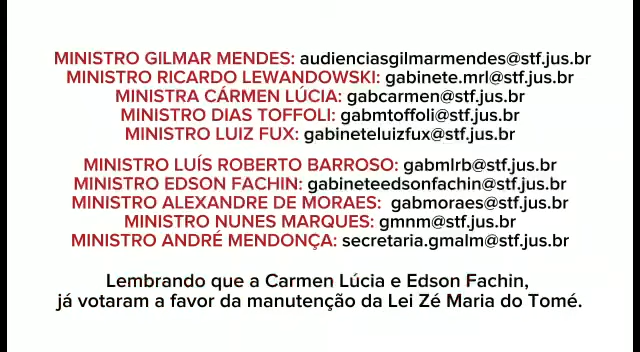 MINISTRO GILMAR MENDES: audienciasgilmarmendes@stf.jus.br
MINISTRO RICARDO LEWANDOWSKI: gabinete.mrl@stf.jus.br
MINISTRA CÁRMEN LÚCIA: gabcarmen@stf.jus.br
MINISTRO DIAS TOFFOLI: gabmtoffoli@stf.jus.br
MINISTRO LUIZ FUX: gabineteluizfux@stf.jus.br
MINISTRO LUÍS ROBERTO BARROSO: gabmlrb@stf.jus.br
MINISTRO EDSON FACHIN: gabineteedsonfachin@stf.jus.br
MINISTRO ALEXANDRE DE MORAES: gabmoraes@stf.jus.br
MINISTRO NUNES MARQUES: gmnm@stf.jus.br
MINISTRO ANDRÉ MENDONÇA: secretaria.gmalm@stf.jus.br
Lembrando que a Carmen Lúcia e Edson Fachin,
já votaram a favor da manutenção da Lei Zé Maria do Tomé.